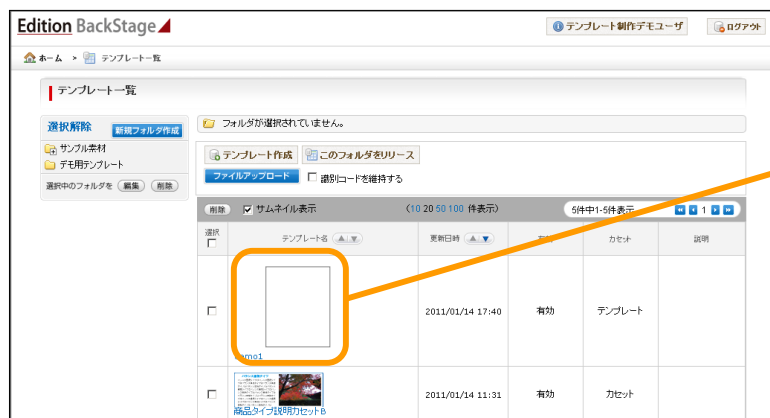 Edition BackStage
テンプレート制作デモユーザ
ログアウト
ホーム > テンプレート一覧
テンプレート一覧
選択解除
新規フォルダ作成
サンプル素材
デモ用テンプレート
選択中のフォルダを 編集 削除
フォルダが選択されていません。
テンプレート作成 このフォルダをリリース
ファイルアップロード 識別コードを維持する
削除 サムネイル表示 (10 20 50 100 件表示) 5件中1-5件表示 1
選択 テンプレート名 ▲ ▼ 更新日時 ▲ ▼ カセット 説明
demo1 2011/01/14 17:40 有効 テンプレート
商品タイプ説明カセットB 2011/01/14 11:31 有効 カセット